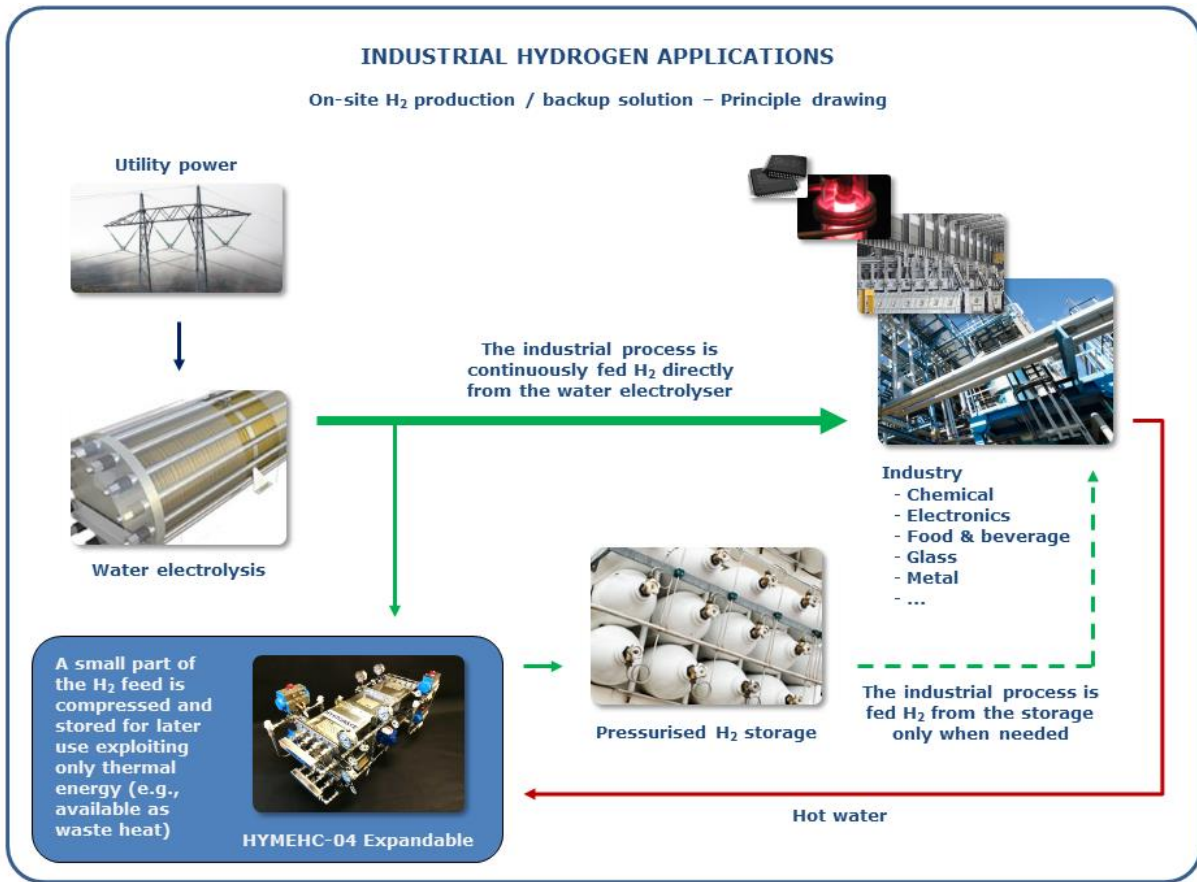 INDUSTRIAL HYDROGEN APPLICATIONS
On-site H₂ production / backup solution – Principle drawing
Utility power
The industrial process is
continuously fed H₂ directly
from the water electrolyser
Water electrolysis
Industry
- Chemical
- Electronics
- Food & beverage
- Glass
- Metal
- ...
A small part of
the H₂ feed is
compressed and
stored for later
use exploiting
only thermal
energy (e.g.,
available as
waste heat)
HYMEHC-04 Expandable
Pressurised H₂ storage
The industrial process is
fed H₂ from the storage
only when needed
Hot water